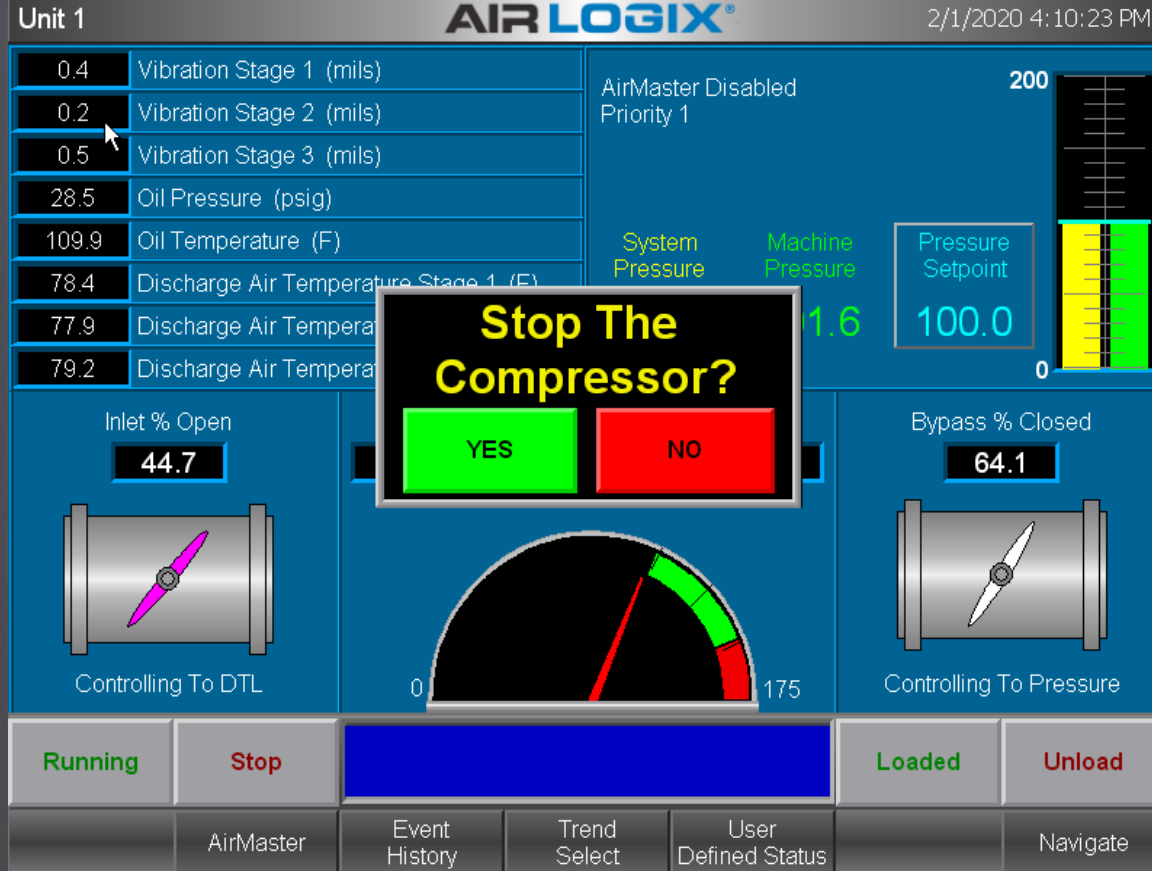 Unit 1
AIR LOGIX
2/1/2020 4:10:23 PM
0.4 Vibration Stage 1 (mils)
0.2 Vibration Stage 2 (mils)
0.5 Vibration Stage 3 (mils)
28.5 Oil Pressure (psig)
109.9 Oil Temperature (F)
78.4 Discharge Air Temperature Stage 1 (F)
77.9 Discharge Air
79.2 Discharge Air
AirMaster Disabled
Priority 1
System
Pressure
Machine
Pressure
1.6
Pressure
Setpoint
100.0
200
0
Stop The
Compressor?
YES
NO
Inlet % Open
44.7
Controlling To DTL
0
175
Bypass % Closed
64.1
Controlling To Pressure
Running
Stop
Loaded
Unload
AirMaster
Event
History
Trend
Select
User
Defined Status
Navigate